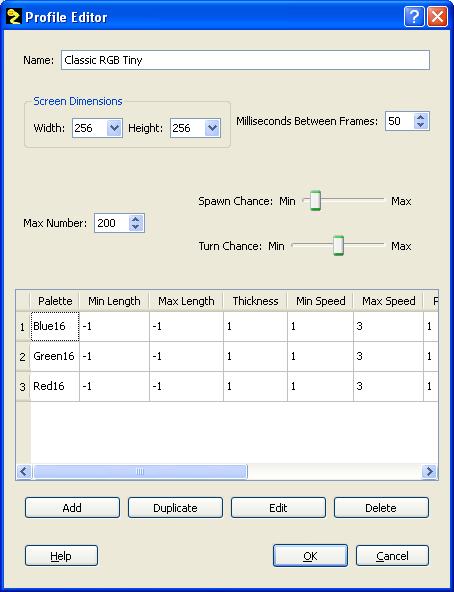 Profile Editor
Name: Classic RGB Tiny
Screen Dimensions
Width: 256 Height: 256
Milliseconds Between Frames: 50
Spawn Chance: Min Max
Max Number: 200
Turn Chance: Min Max
Palette Min Length Max Length Thickness Min Speed Max Speed F
1 Blue16 -1 -1 1 1 3 1
2 Green16 -1 -1 1 1 3 1
3 Red16 -1 -1 1 1 3 1
Add Duplicate Edit Delete
Help OK Cancel